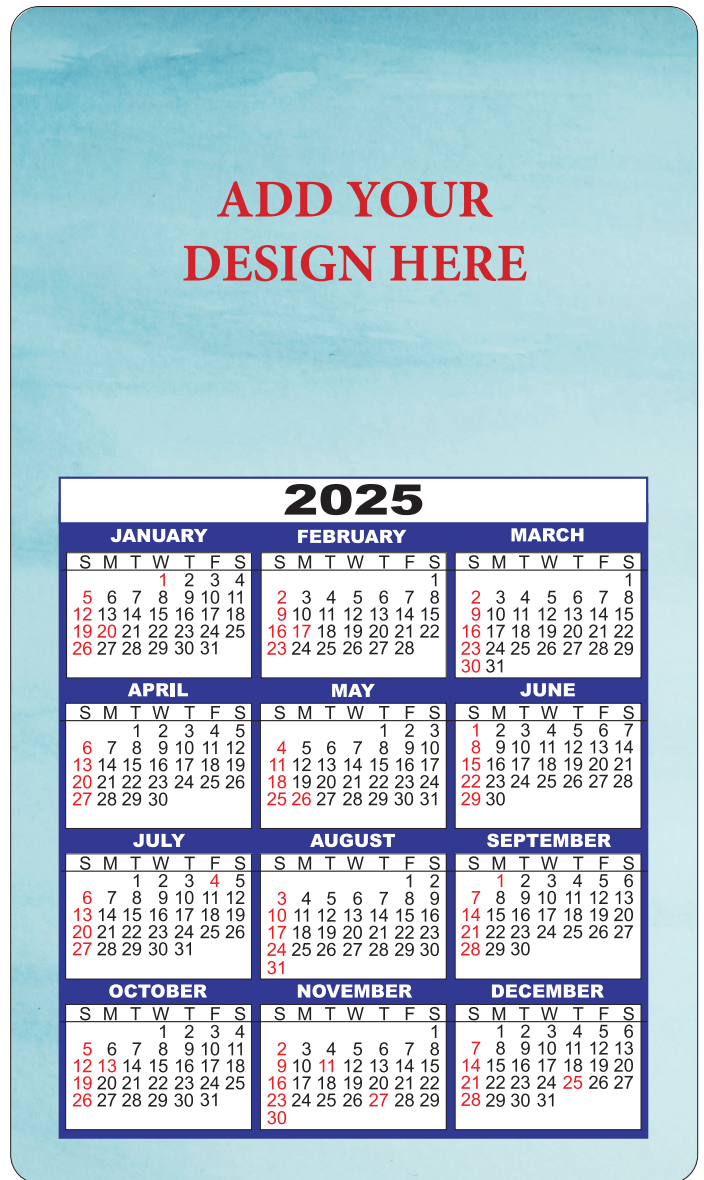 ADD YOUR
DESIGN HERE
2025
JANUARY
S M T W T F S
1 2 3 4
5 6 7 8 9 10 11
12 13 14 15 16 17 18
19 20 21 22 23 24 25
26 27 28 29 30 31
FEBRUARY
S M T W T F S
1
2 3 4 5 6 7 8
9 10 11 12 13 14 15
16 17 18 19 20 21 22
23 24 25 26 27 28
MARCH
S M T W T F S
1
2 3 4 5 6 7 8
9 10 11 12 13 14 15
16 17 18 19 20 21 22
23 24 25 26 27 28 29
30 31
APRIL
S M T W T F S
1 2 3 4 5
6 7 8 9 10 11 12
13 14 15 16 17 18 19
20 21 22 23 24 25 26
27 28 29 30
MAY
S M T W T F S
1 2 3
4 5 6 7 8 9 10
11 12 13 14 15 16 17
18 19 20 21 22 23 24
25 26 27 28 29 30 31
JUNE
S M T W T F S
1 2 3 4 5 6 7
8 9 10 11 12 13 14
15 16 17 18 19 20 21
22 23 24 25 26 27 28
29 30
JULY
S M T W T F S
1 2 3 4 5
6 7 8 9 10 11 12
13 14 15 16 17 18 19
20 21 22 23 24 25 26
27 28 29 30 31
AUGUST
S M T W T F S
1 2
3 4 5 6 7 8 9
10 11 12 13 14 15 16
17 18 19 20 21 22 23
24 25 26 27 28 29 30
31
SEPTEMBER
S M T W T F S
1 2 3 4 5 6
7 8 9 10 11 12 13
14 15 16 17 18 19 20
21 22 23 24 25 26 27
28 29 30
OCTOBER
S M T W T F S
1 2 3 4
5 6 7 8 9 10 11
12 13 14 15 16 17 18
19 20 21 22 23 24 25
26 27 28 29 30 31
NOVEMBER
S M T W T F S
1
2 3 4 5 6 7 8
9 10 11 12 13 14 15
16 17 18 19 20 21 22
23 24 25 26 27 28 29
30
DECEMBER
S M T W T F S
1 2 3 4 5 6
7 8 9 10 11 12 13
14 15 16 17 18 19 20
21 22 23 24 25 26 27
28 29 30 31